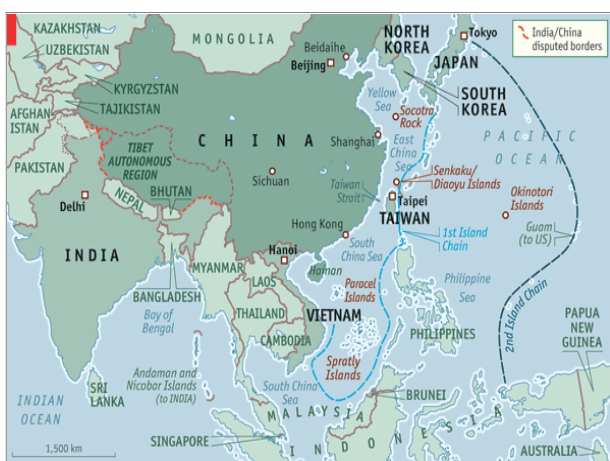 KAZAKHSTAN
UZBEKISTAN
MONGOLIA
NORTH
KOREA
Tokyo
India/China
disputed borders
Beidaihe
Beijing
JAPAN
KYRGYZSTAN
TAJIKISTAN
SOUTH
KOREA
AFGHAN
ISTAN
Yellow
Sea
Socotra
Rock
PACIFIC
OCEAN
CHINA
Shanghai
East
China
Sea
PAKISTAN
TIBET
AUTONOMOUS
REGION
Sichuan
Taiwan
Strait
Senkaku/
Diaoyu Islands
NEPAL
BHUTAN
Delhi
Taipei
TAIWAN
Okinotori
Islands
Hong Kong
1st Island
Chain
Guam
(to US)
INDIA
Hanoi
South
China Sea
Hainan
MYANMAR
LAOS
Paracel
Islands
Philippine
Sea
BANGLADESH
Bay of
Bengal
VIETNAM
THAILAND
CAMBODIA
PHILIPPINES
2nd Island Chain
PAPUA
NEW
GUINEA
Andaman and
Nicobar Islands
(to INDIA)
Spratly
Islands
SRI
LANKA
South
China Sea
BRUNEI
INDIAN
OCEAN
MALAYSIA
SINGAPORE
INDONESIA
AUSTRALIA
1,500 km